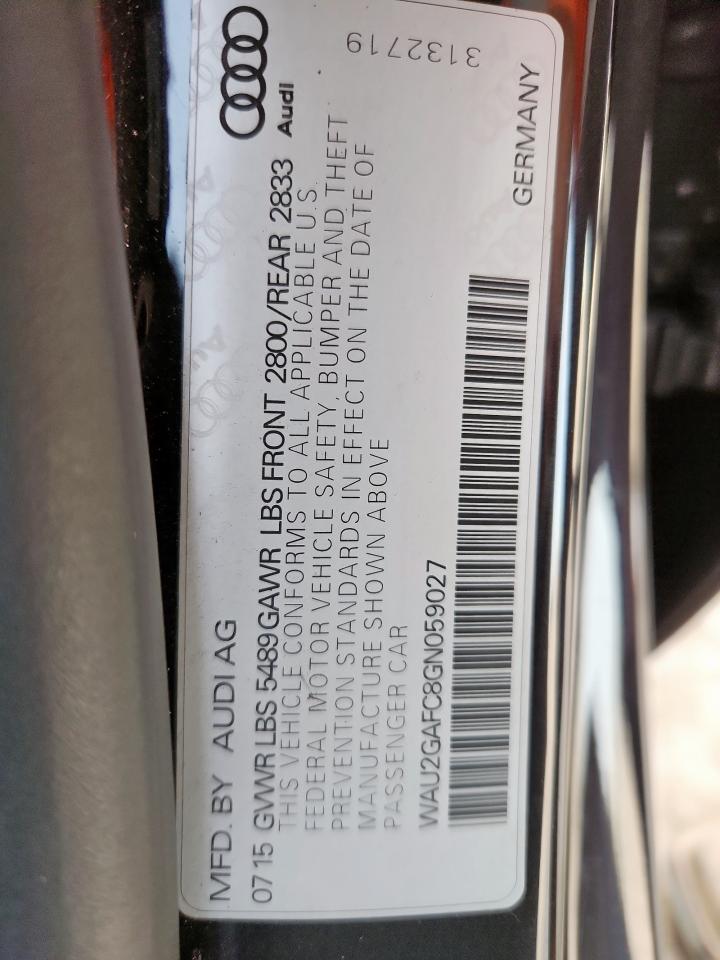 MFD. BY AUDI AG
Audi
07 15 GVWR LBS 5489 GAWR LBS FRONT 2800/REAR 2833
THIS VEHICLE CONFORMS TO ALL APPLICABLE U.S.
FEDERAL MOTOR VEHICLE SAFETY, BUMPER AND THEFT
PREVENTION STANDARDS IN EFFECT ON THE DATE OF
MANUFACTURE SHOWN ABOVE
PASSENGER CAR
3132719
WAU2GAFC8GN059027
GERMANY